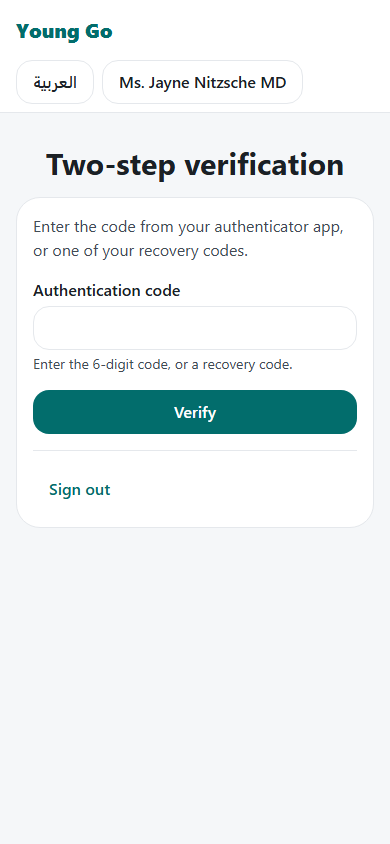 Young Go
العربية
Ms. Jayne Nitzsche MD
Two-step verification
Enter the code from your authenticator app,
or one of your recovery codes.
Authentication code
Enter the 6-digit code, or a recovery code.
Verify
Sign out